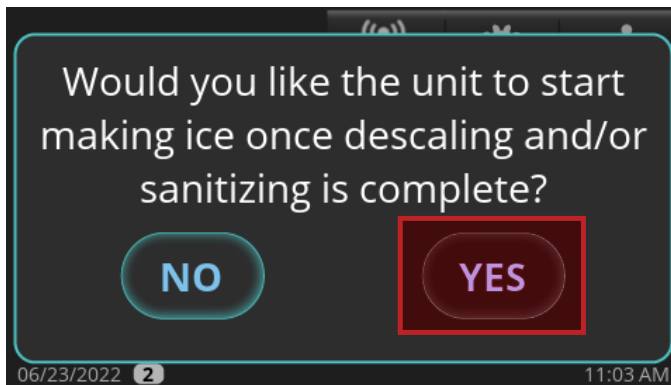 Would you like the unit to start
making ice once descaling and/or
sanitizing is complete?
NO YES
06/23/2022 2 11:03 AM